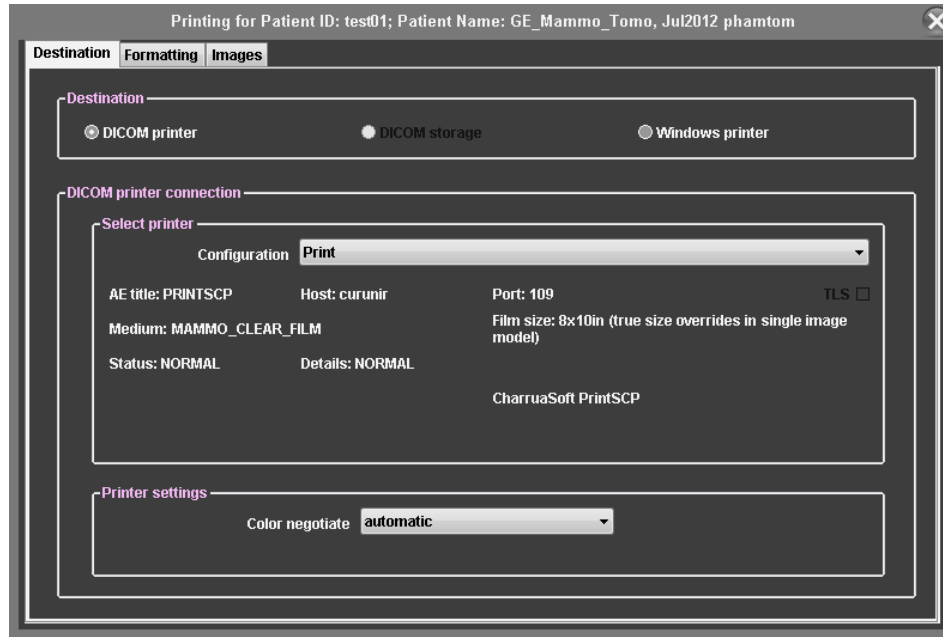 Printing for Patient ID: test01; Patient Name: GE_Mammo_Tomo, Jul2012 phamtom
Destination Formatting Images
Destination
DICOM printer DICOM storage Windows printer
DICOM printer connection
Select printer
Configuration Print
AE title: PRINTSCP Host: curunir Port: 109 TLS
Medium: MAMMO_CLEAR_FILM Film size: 8x10in (true size overrides in single image
model)
Status: NORMAL Details: NORMAL
CharruaSoft PrintSCP
Printer settings
Color negotiate automatic